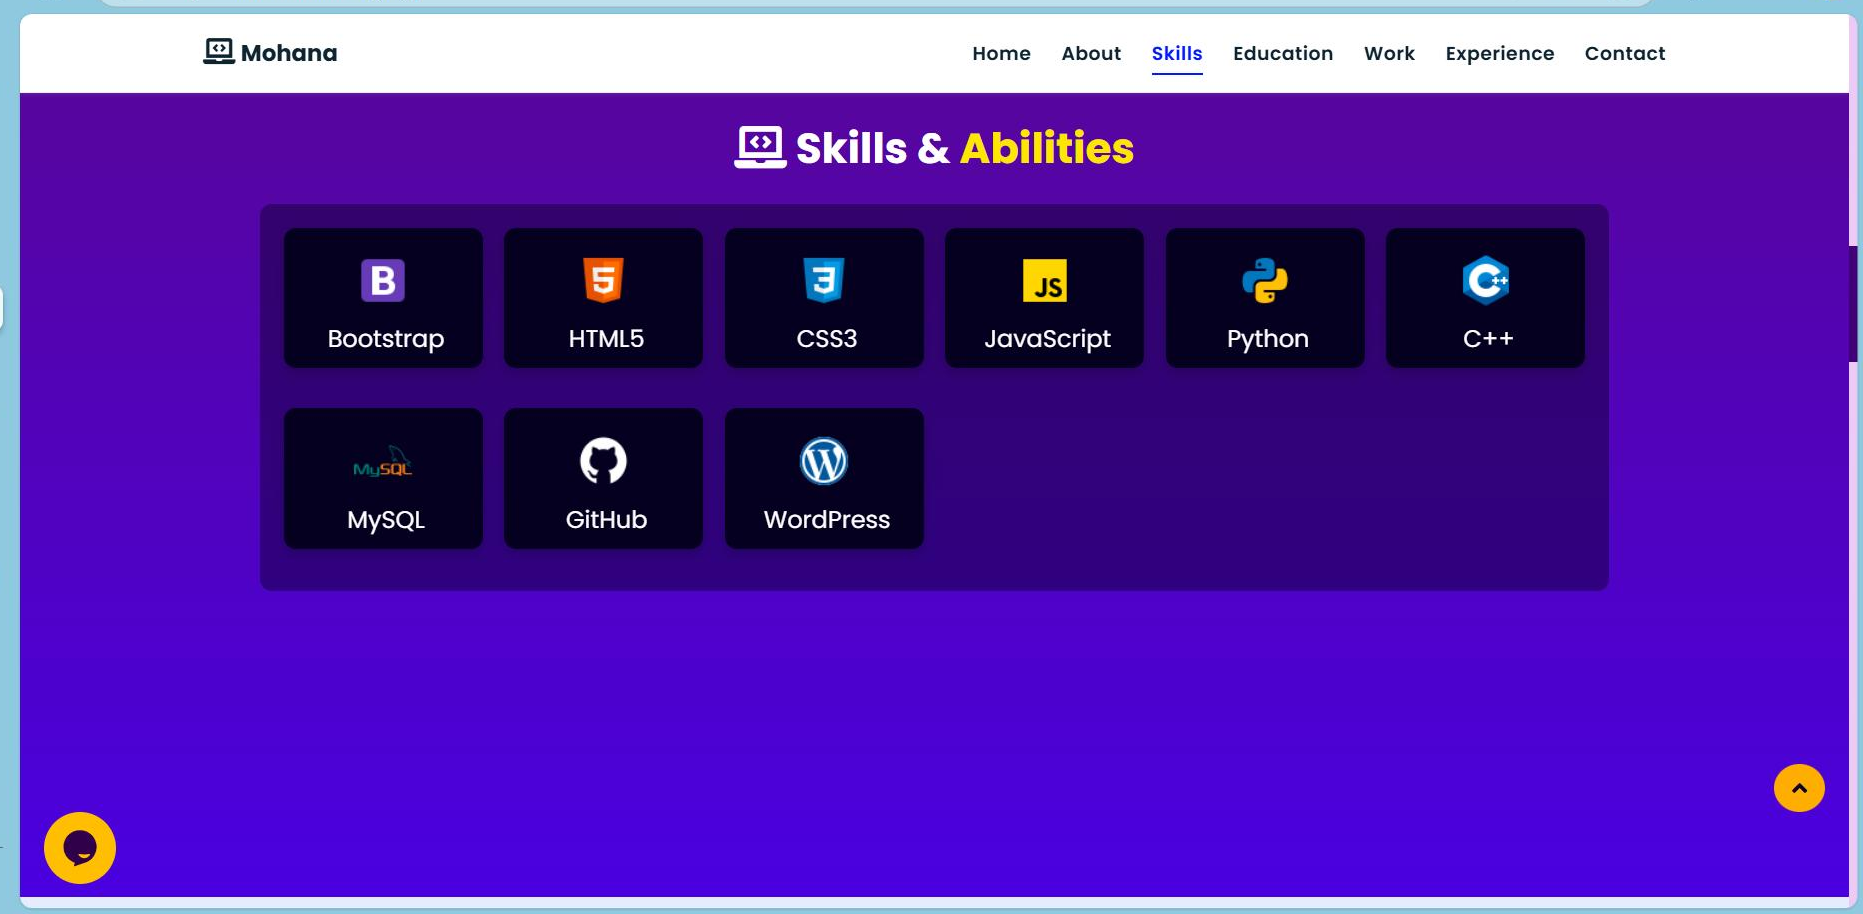 Mohana
Home About Skills Education Work Experience Contact
Skills & Abilities
B 5 3 JS C++
Bootstrap HTML5 CSS3 JavaScript Python C++
MySQL W
MySQL GitHub WordPress